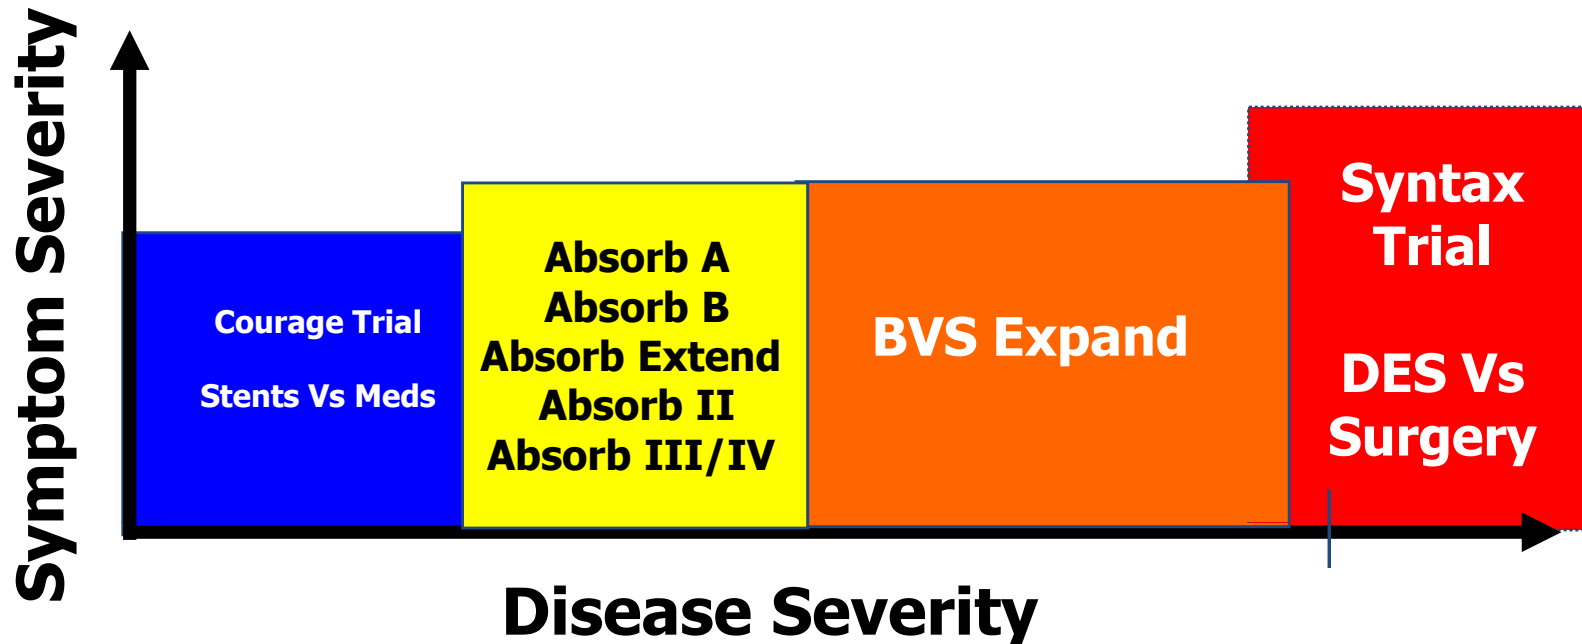 Symptom Severity
Courage Trial
Stents Vs Meds
Absorb A
Absorb B
Absorb Extend
Absorb II
Absorb III/IV
BVS Expand
Syntax
Trial
DES Vs
Surgery
Disease Severity